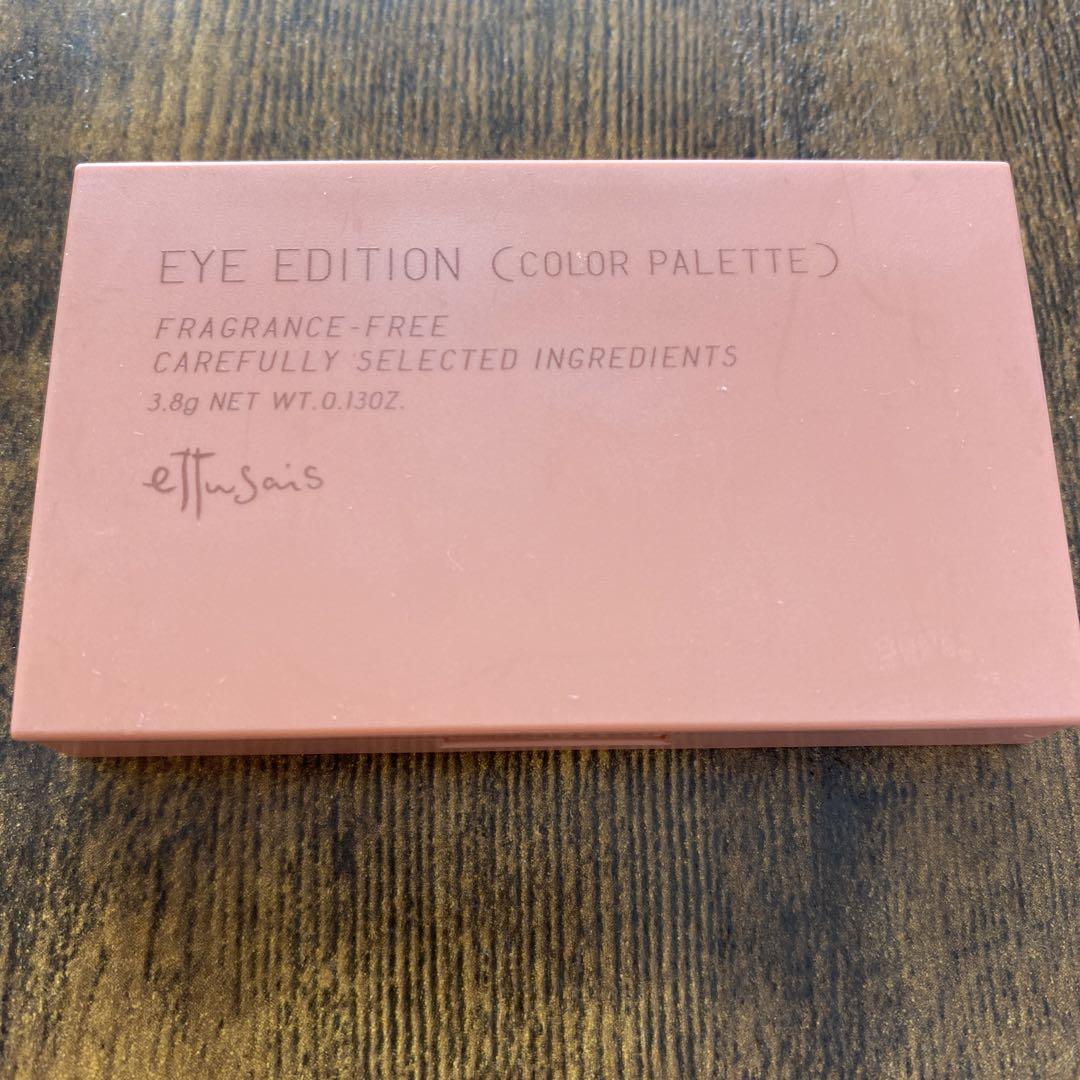 EYE EDITION (COLOR PALETTE)
FRAGRANCE-FREE
CAREFULLY SELECTED INGREDIENTS
3.8g NET WT.0.13OZ.
ettusais